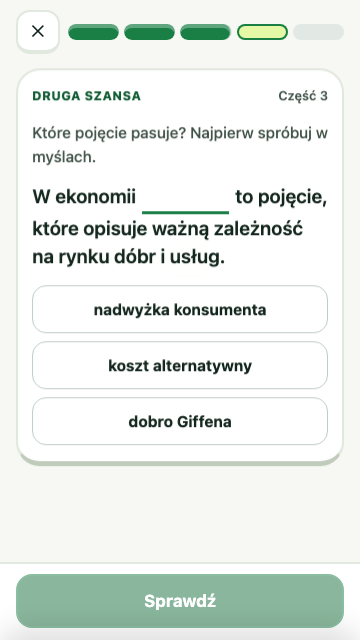 DRUGA SZANSA
Część 3
Które pojęcie pasuje? Najpierw spróbuj w
myślach.
W ekonomii ________ to pojęcie,
które opisuje ważną zależność
na rynku dóbr i usług.
nadwyżka konsumenta
koszt alternatywny
dobro Giffena
Sprawdź